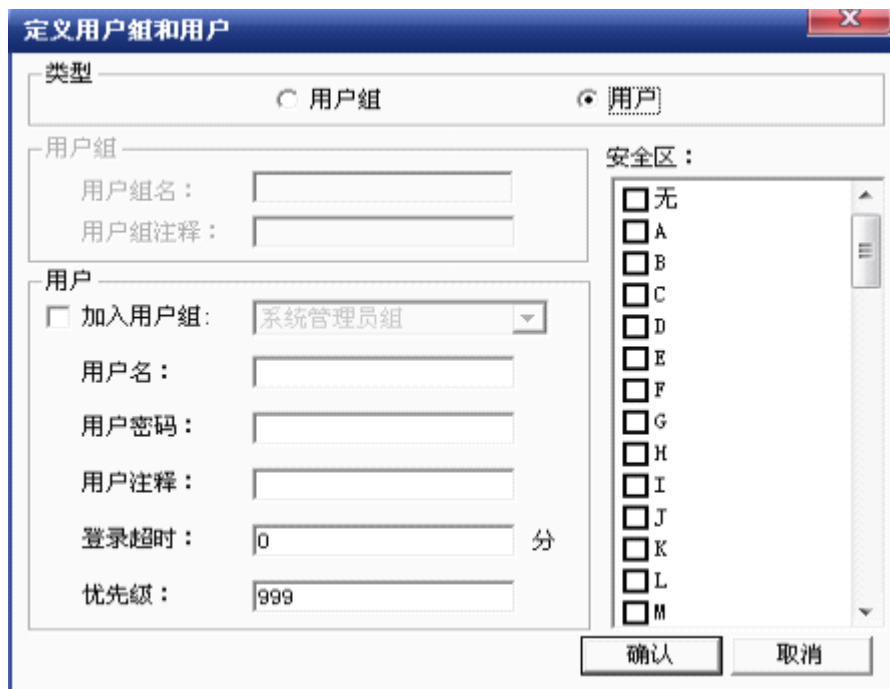 定义用户组和用户
类型
用户组 用户
用户组
用户组名：
用户组注释：
用户
加入用户组: 系统管理员组
用户名：
用户密码：
用户注释：
登录超时： 0 分
优先级： 999
安全区：
无
A
B
C
D
E
F
G
H
I
J
K
L
M
确认 取消